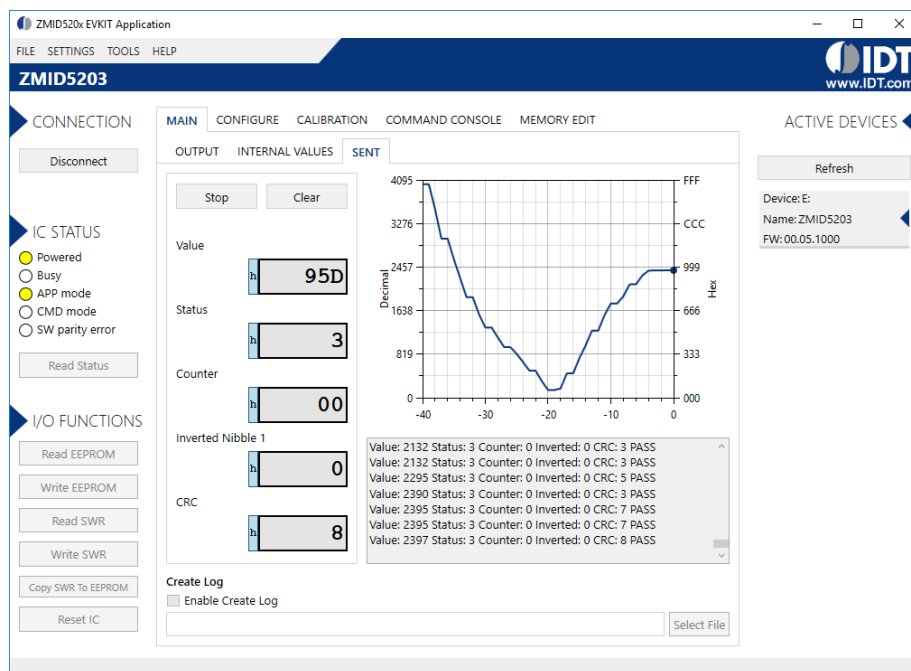 ZMID520x EVKIT Application
FILE SETTINGS TOOLS HELP
IDT
www.IDT.com
ZMID5203
CONNECTION
Disconnect
IC STATUS
Powered
Busy
APP mode
CMD mode
SW parity error
Read Status
I/O FUNCTIONS
Read EEPROM
Write EEPROM
Read SWR
Write SWR
Copy SWR To EEPROM
Reset IC
MAIN CONFIGURE CALIBRATION COMMAND CONSOLE MEMORY EDIT
OUTPUT INTERNAL VALUES SENT
Stop Clear
Value
h 95D
Status
h 3
Counter
h 00
Inverted Nibble 1
h 0
CRC
h 8
4095 FFF
3276 CCC
2457 999
1638 666
819 333
0 000
Decimal
Hex
-40 -30 -20 -10 0
Value: 2132 Status: 3 Counter: 0 Inverted: 0 CRC: 3 PASS
Value: 2132 Status: 3 Counter: 0 Inverted: 0 CRC: 3 PASS
Value: 2295 Status: 3 Counter: 0 Inverted: 0 CRC: 5 PASS
Value: 2390 Status: 3 Counter: 0 Inverted: 0 CRC: 3 PASS
Value: 2395 Status: 3 Counter: 0 Inverted: 0 CRC: 7 PASS
Value: 2395 Status: 3 Counter: 0 Inverted: 0 CRC: 7 PASS
Value: 2397 Status: 3 Counter: 0 Inverted: 0 CRC: 8 PASS
Create Log
Enable Create Log
Select File
ACTIVE DEVICES
Refresh
Device: E:
Name: ZMID5203
FW: 00.05.1000